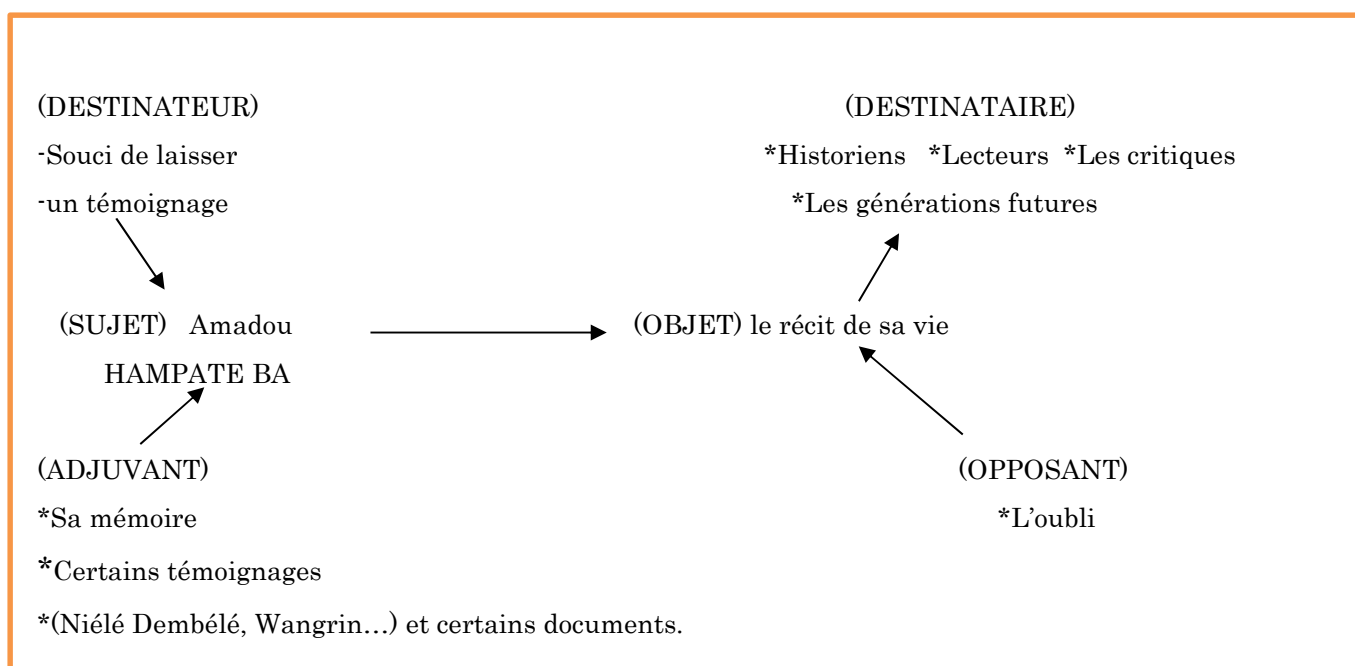 (DESTINATEUR) (DESTINATAIRE)
-Souci de laisser *Historiens *Lecteurs *Les critiques
-un témoignage *Les générations futures
(SUJET) Amadou (OBJET) le récit de sa vie
HAMPATE BA
(ADJUVANT) (OPPOSANT)
*Sa mémoire *L'oubli
*Certains témoignages
*(Niélé Dembélé, Wangrin…) et certains documents.